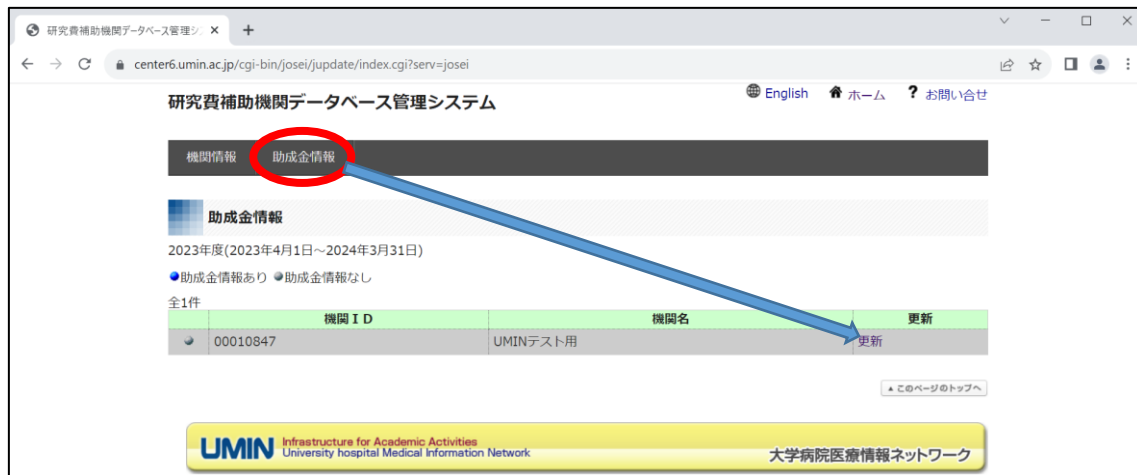 研究費補助機関データベース管理シ
center6.umin.ac.jp/cgi-bin/josei/jupdate/index.cgi?serv=josei
研究費補助機関データベース管理システム English ホーム ? お問い合せ
機関情報 助成金情報
助成金情報
2023年度(2023年4月1日～2024年3月31日)
助成金情報あり 助成金情報なし
全1件
機関ID 機関名 更新
00010847 UMINテスト用 更新
▲このページのトップへ
UMIN Infrastructure for Academic Activities
University hospital Medical Information Network 大学病院医療情報ネットワーク